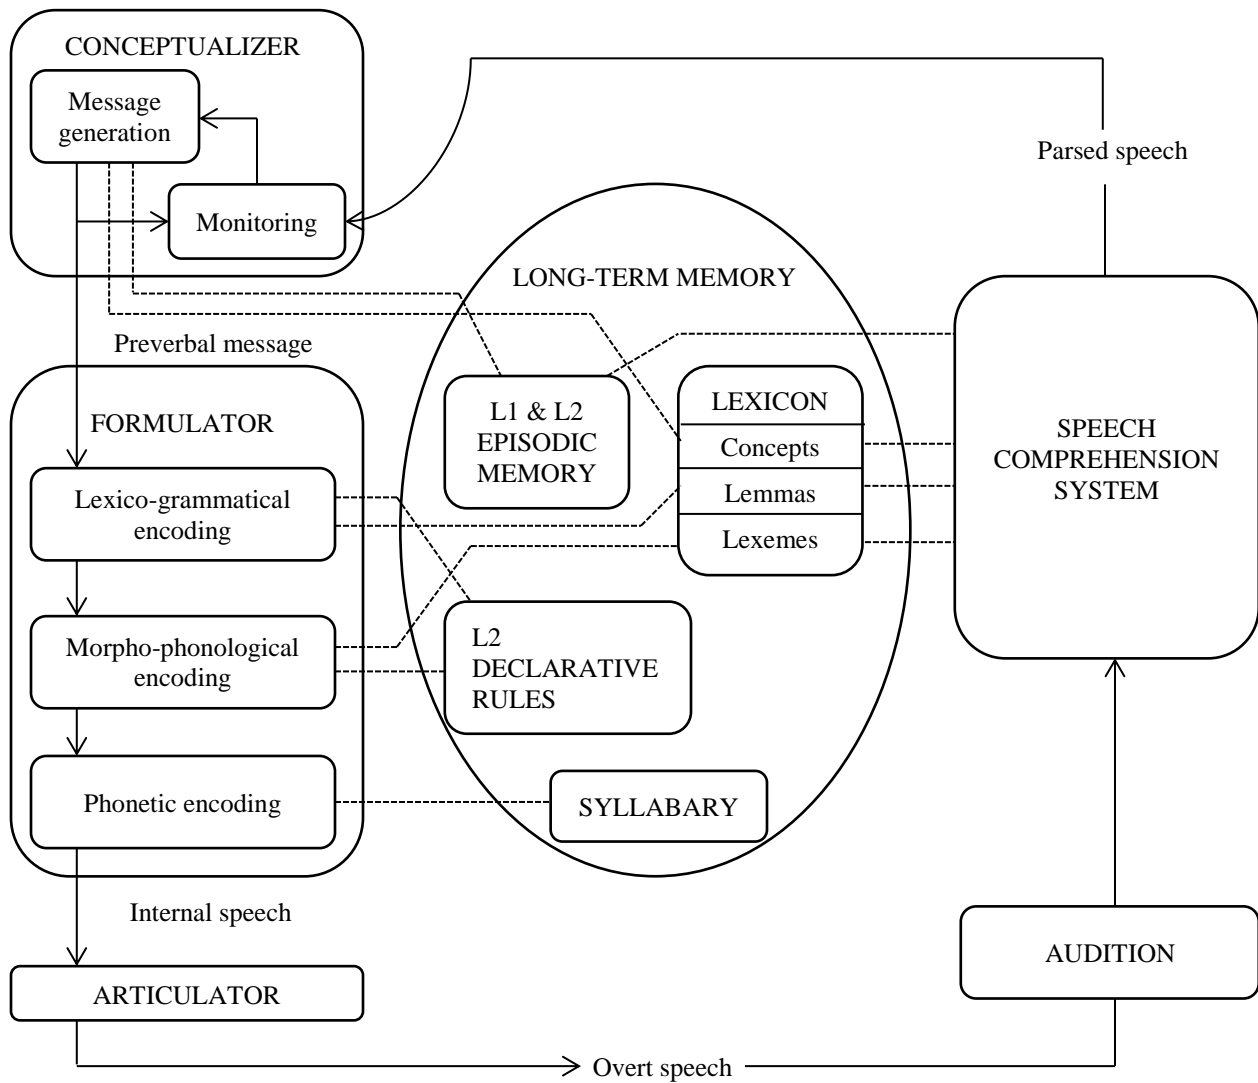 CONCEPTUALIZER
Message
generation
Monitoring
Parsed speech
LONG-TERM MEMORY
Preverbal message
FORMULATOR
L1 & L2
EPISODIC
MEMORY
LEXICON
Concepts
Lemmas
Lexemes
SPEECH
COMPREHENSION
SYSTEM
Lexico-grammatical
encoding
Morpho-phonological
encoding
L2
DECLARATIVE
RULES
Phonetic encoding
SYLLABARY
Internal speech
AUDITION
ARTICULATOR
Overt speech